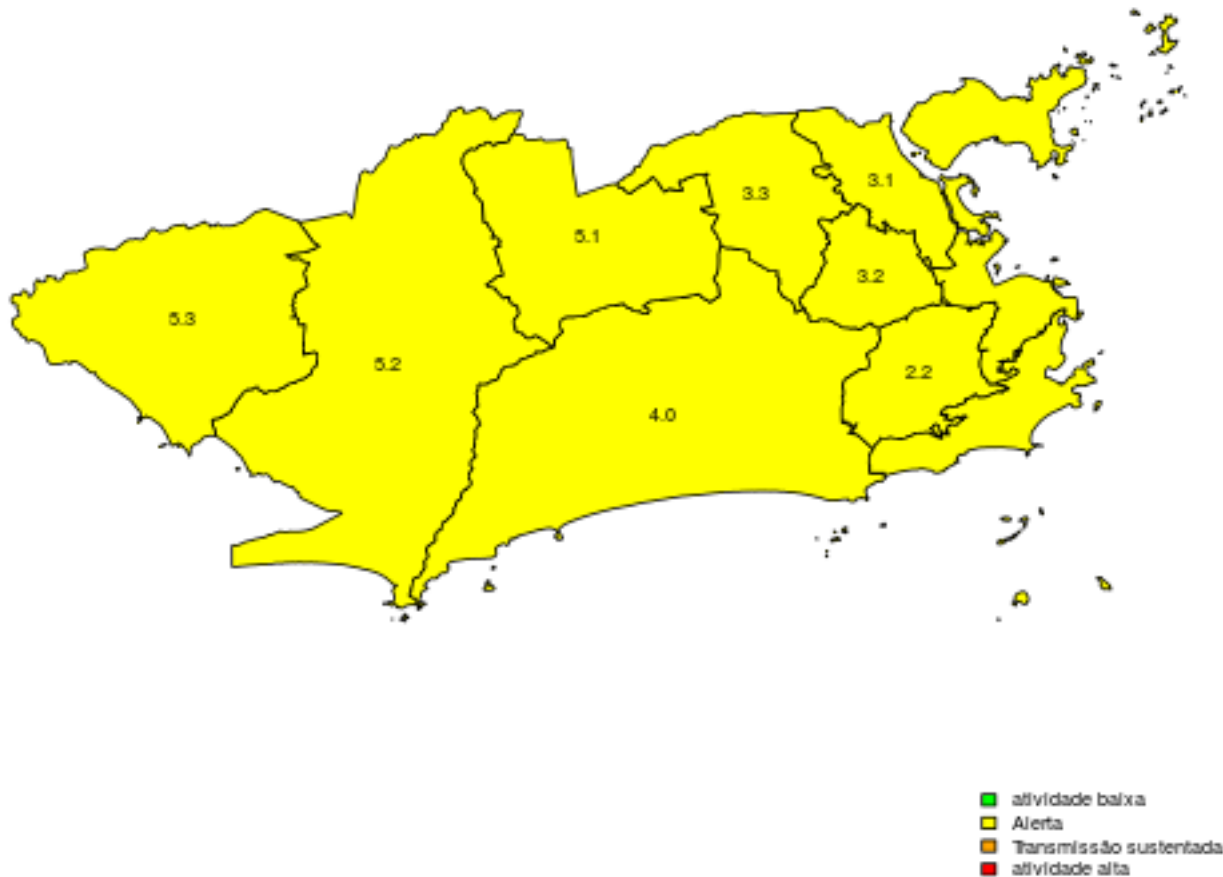 3.3
3.1
5.1
3.2
5.3
5.2
2.2
4.0
atividade baixa
Alerta
Transmissão sustentada
atividade alta